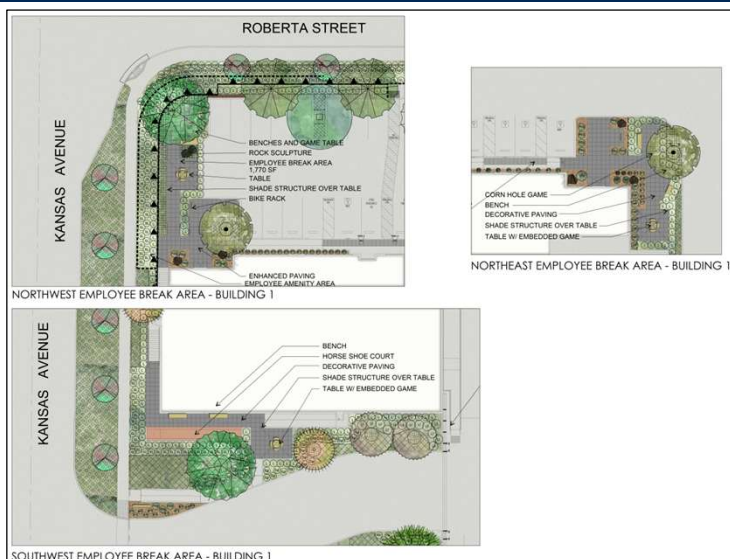 ROBERTA STREET
KANSAS AVENUE
BENCHES AND GAME TABLE
ROCK SCULPTURE
EMPLOYEE BREAK AREA
1,770 SF
TABLE
SHADE STRUCTURE OVER TABLE
BIKE RACK
ENHANCED PAVING
EMPLOYEE AMENITY AREA
NORTHWEST EMPLOYEE BREAK AREA - BUILDING 1
CORN HOLE GAME
BENCH
DECORATIVE PAVING
SHADE STRUCTURE OVER TABLE
TABLE W/ EMBEDDED GAME
NORTHEAST EMPLOYEE BREAK AREA - BUILDING 1
KANSAS AVENUE
BENCH
HORSE SHOE COURT
DECORATIVE PAVING
SHADE STRUCTURE OVER TABLE
TABLE W/ EMBEDDED GAME
SOUTHWEST EMPLOYEE BREAK AREA - BUILDING 1